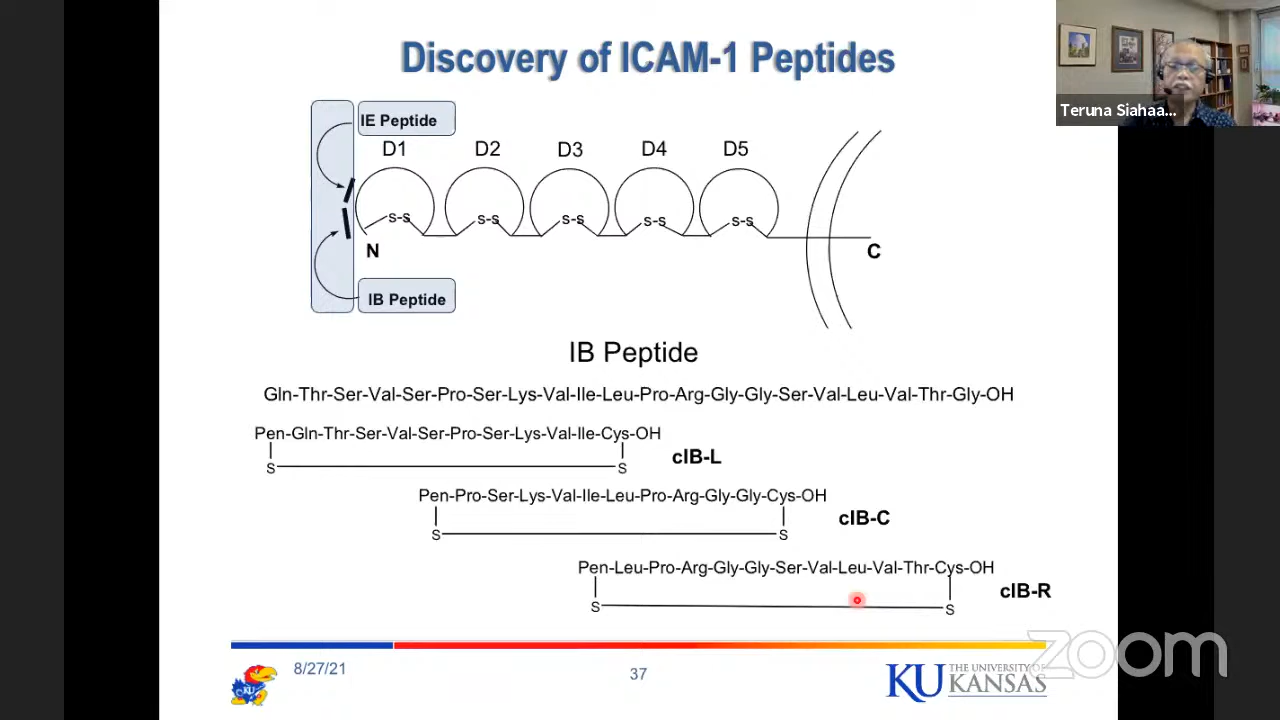 Discovery of ICAM-1 Peptides
Teruna Siahaa...
IE Peptide
D1 D2 D3 D4 D5
s-s s-s s-s s-s s-s
N C
IB Peptide
IB Peptide
Gln-Thr-Ser-Val-Ser-Pro-Ser-Lys-Val-Ile-Leu-Pro-Arg-Gly-Gly-Ser-Val-Leu-Val-Thr-Gly-OH
Pen-Gln-Thr-Ser-Val-Ser-Pro-Ser-Lys-Val-Ile-Cys-OH
S S cIB-L
Pen-Pro-Ser-Lys-Val-Ile-Leu-Pro-Arg-Gly-Gly-Cys-OH
S S cIB-C
Pen-Leu-Pro-Arg-Gly-Gly-Ser-Val-Leu-Val-Thr-Cys-OH
S S cIB-R
zoom
KU
8/27/21
37
KU THE UNIVERSITY OF
KANSAS